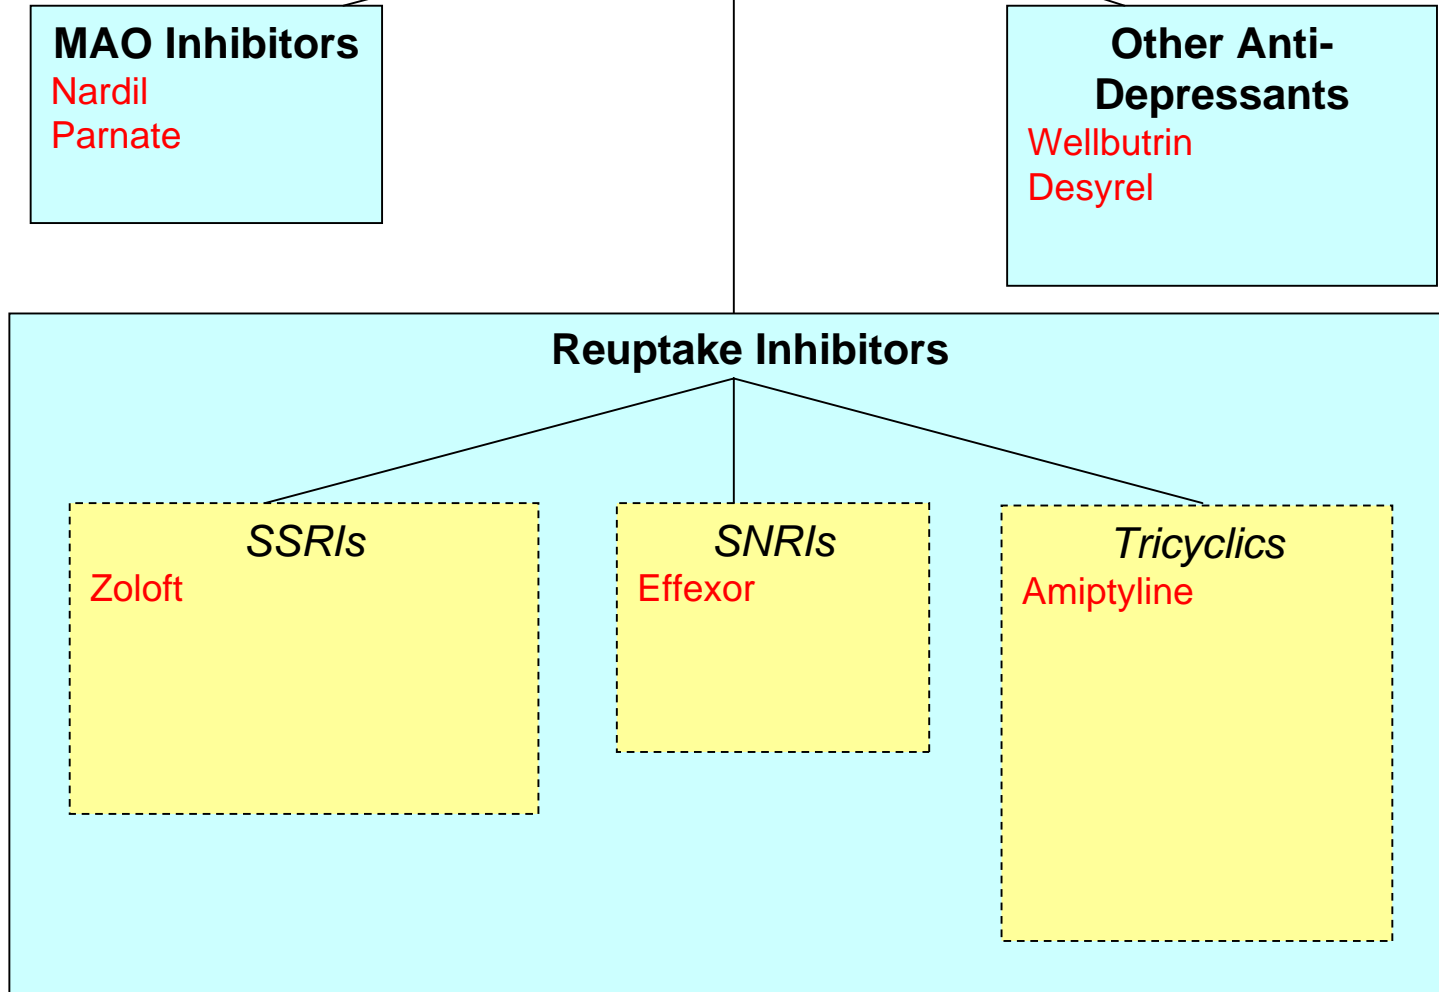 MAO Inhibitors
Nardil
Parnate
Other Anti-
Depressants
Wellbutrin
Desyrel
Reuptake Inhibitors
SSRIs
Zoloft
SNRIs
Effexor
Tricyclics
Amiptyline